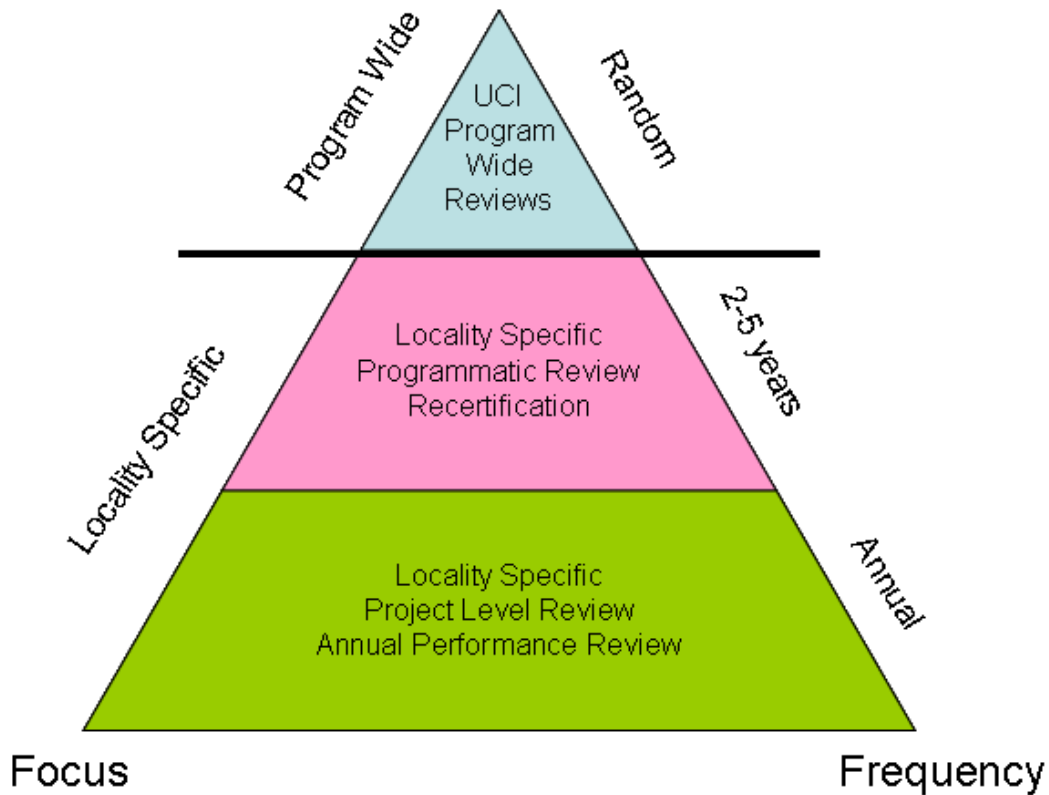 Program Wide
Random
UCI
Program
Wide
Reviews
Locality Specific
2-5 years
Locality Specific
Programmatic Review
Recertification
Annual
Locality Specific
Project Level Review
Annual Performance Review
Focus
Frequency